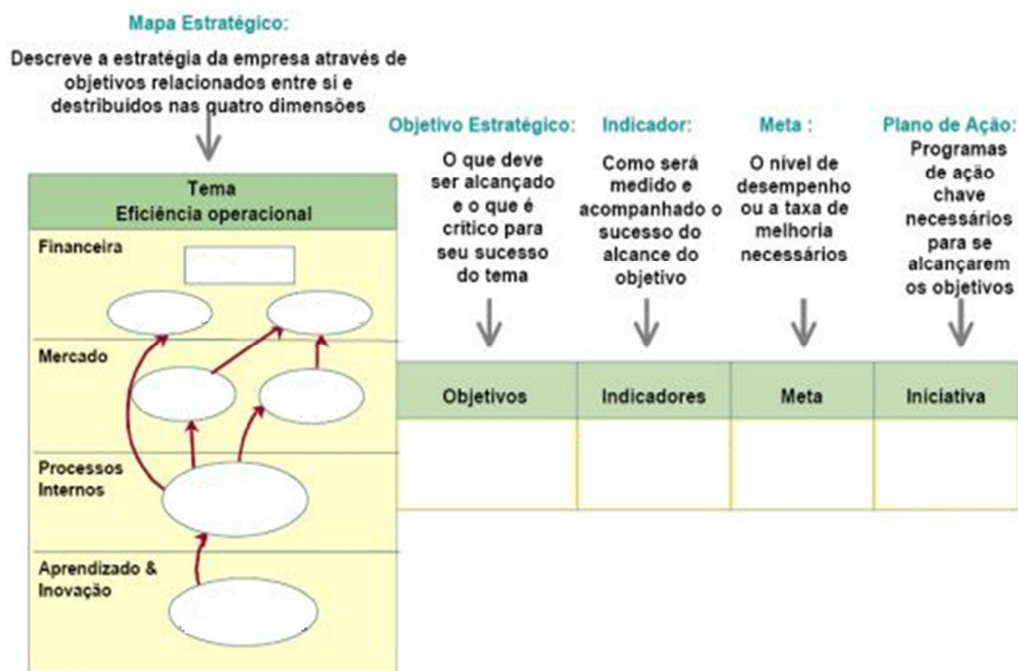 Mapa Estratégico:
Descreve a estratégia da empresa através de
objetivos relacionados entre si e
destribuídos nas quatro dimensões
Objetivo Estratégico:
O que deve
ser alcançado
e o que é
crítico para
seu sucesso
do tema
Indicador:
Como será
medido e
acompanhado o
sucesso do
alcance do
objetivo
Meta :
O nível de
desempenho
ou a taxa de
melhoria
necessários
Plano de Ação:
Programas
de ação
chave
necessários
para se
alcançarem
os objetivos
Tema
Eficiência operacional
Financeira
Mercado
Processos
Internos
Aprendizado &
Inovação
Objetivos
Indicadores
Meta
Iniciativa